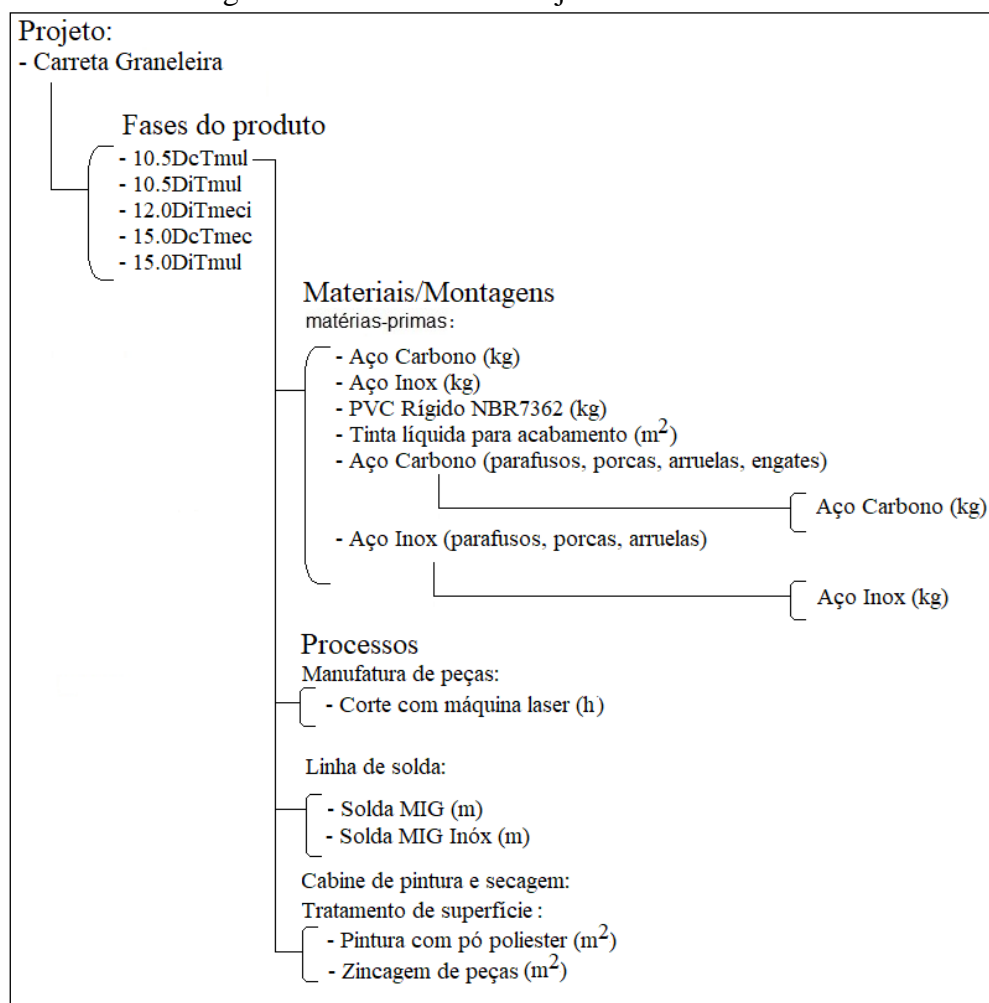 Projeto:
- Carreta Graneleira
Fases do produto
- 10.5DcTmul
- 10.5DiTmul
- 12.0DiTmeci
- 15.0DcTmec
- 15.0DiTmul
Materiais/Montagens
matérias-primas:
- Aço Carbono (kg)
- Aço Inox (kg)
- PVC Rígido NBR7362 (kg)
- Tinta líquida para acabamento (m²)
- Aço Carbono (parafusos, porcas, arruelas, engates)
Aço Carbono (kg)
- Aço Inox (parafusos, porcas, arruelas)
Aço Inox (kg)
Processos
Manufatura de peças:
- Corte com máquina laser (h)
Linha de solda:
- Solda MIG (m)
- Solda MIG Inóx (m)
Cabine de pintura e secagem:
Tratamento de superfície :
- Pintura com pó poliester (m²)
- Zincagem de peças (m²)